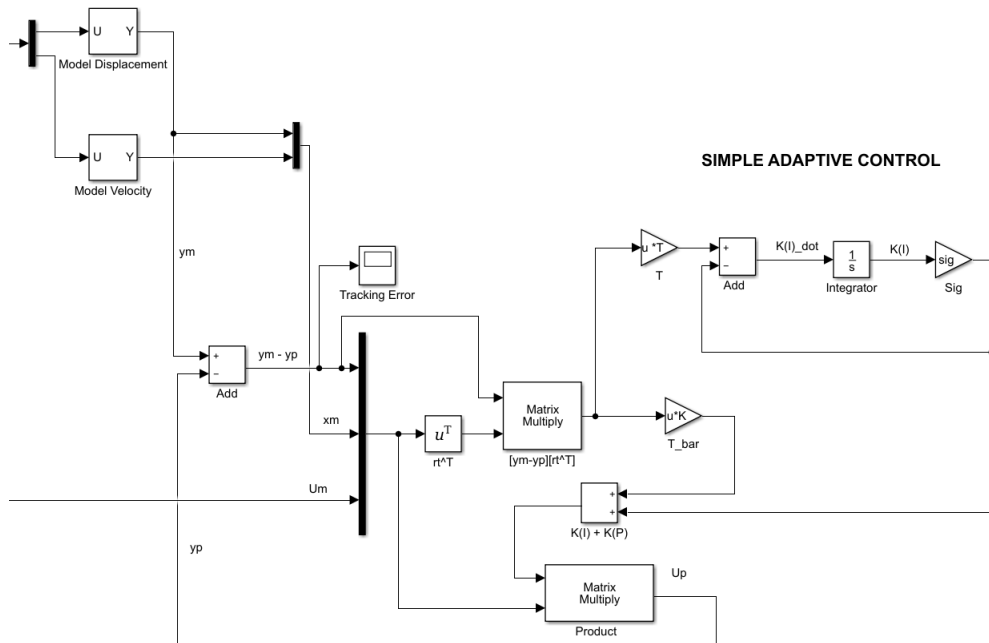 U Y
Model Displacement
U Y
Model Velocity
SIMPLE ADAPTIVE CONTROL
ym
Tracking Error
u *T
T
+
−
Add
K(I)_dot
1
s
Integrator
K(I)
sig
Sig
+
−
Add
ym - yp
xm
u^T
rt^T
Matrix
Multiply
[ym-yp][rt^T]
u*K
T_bar
Um
+
+
K(I) + K(P)
yp
Matrix
Multiply
Product
Up